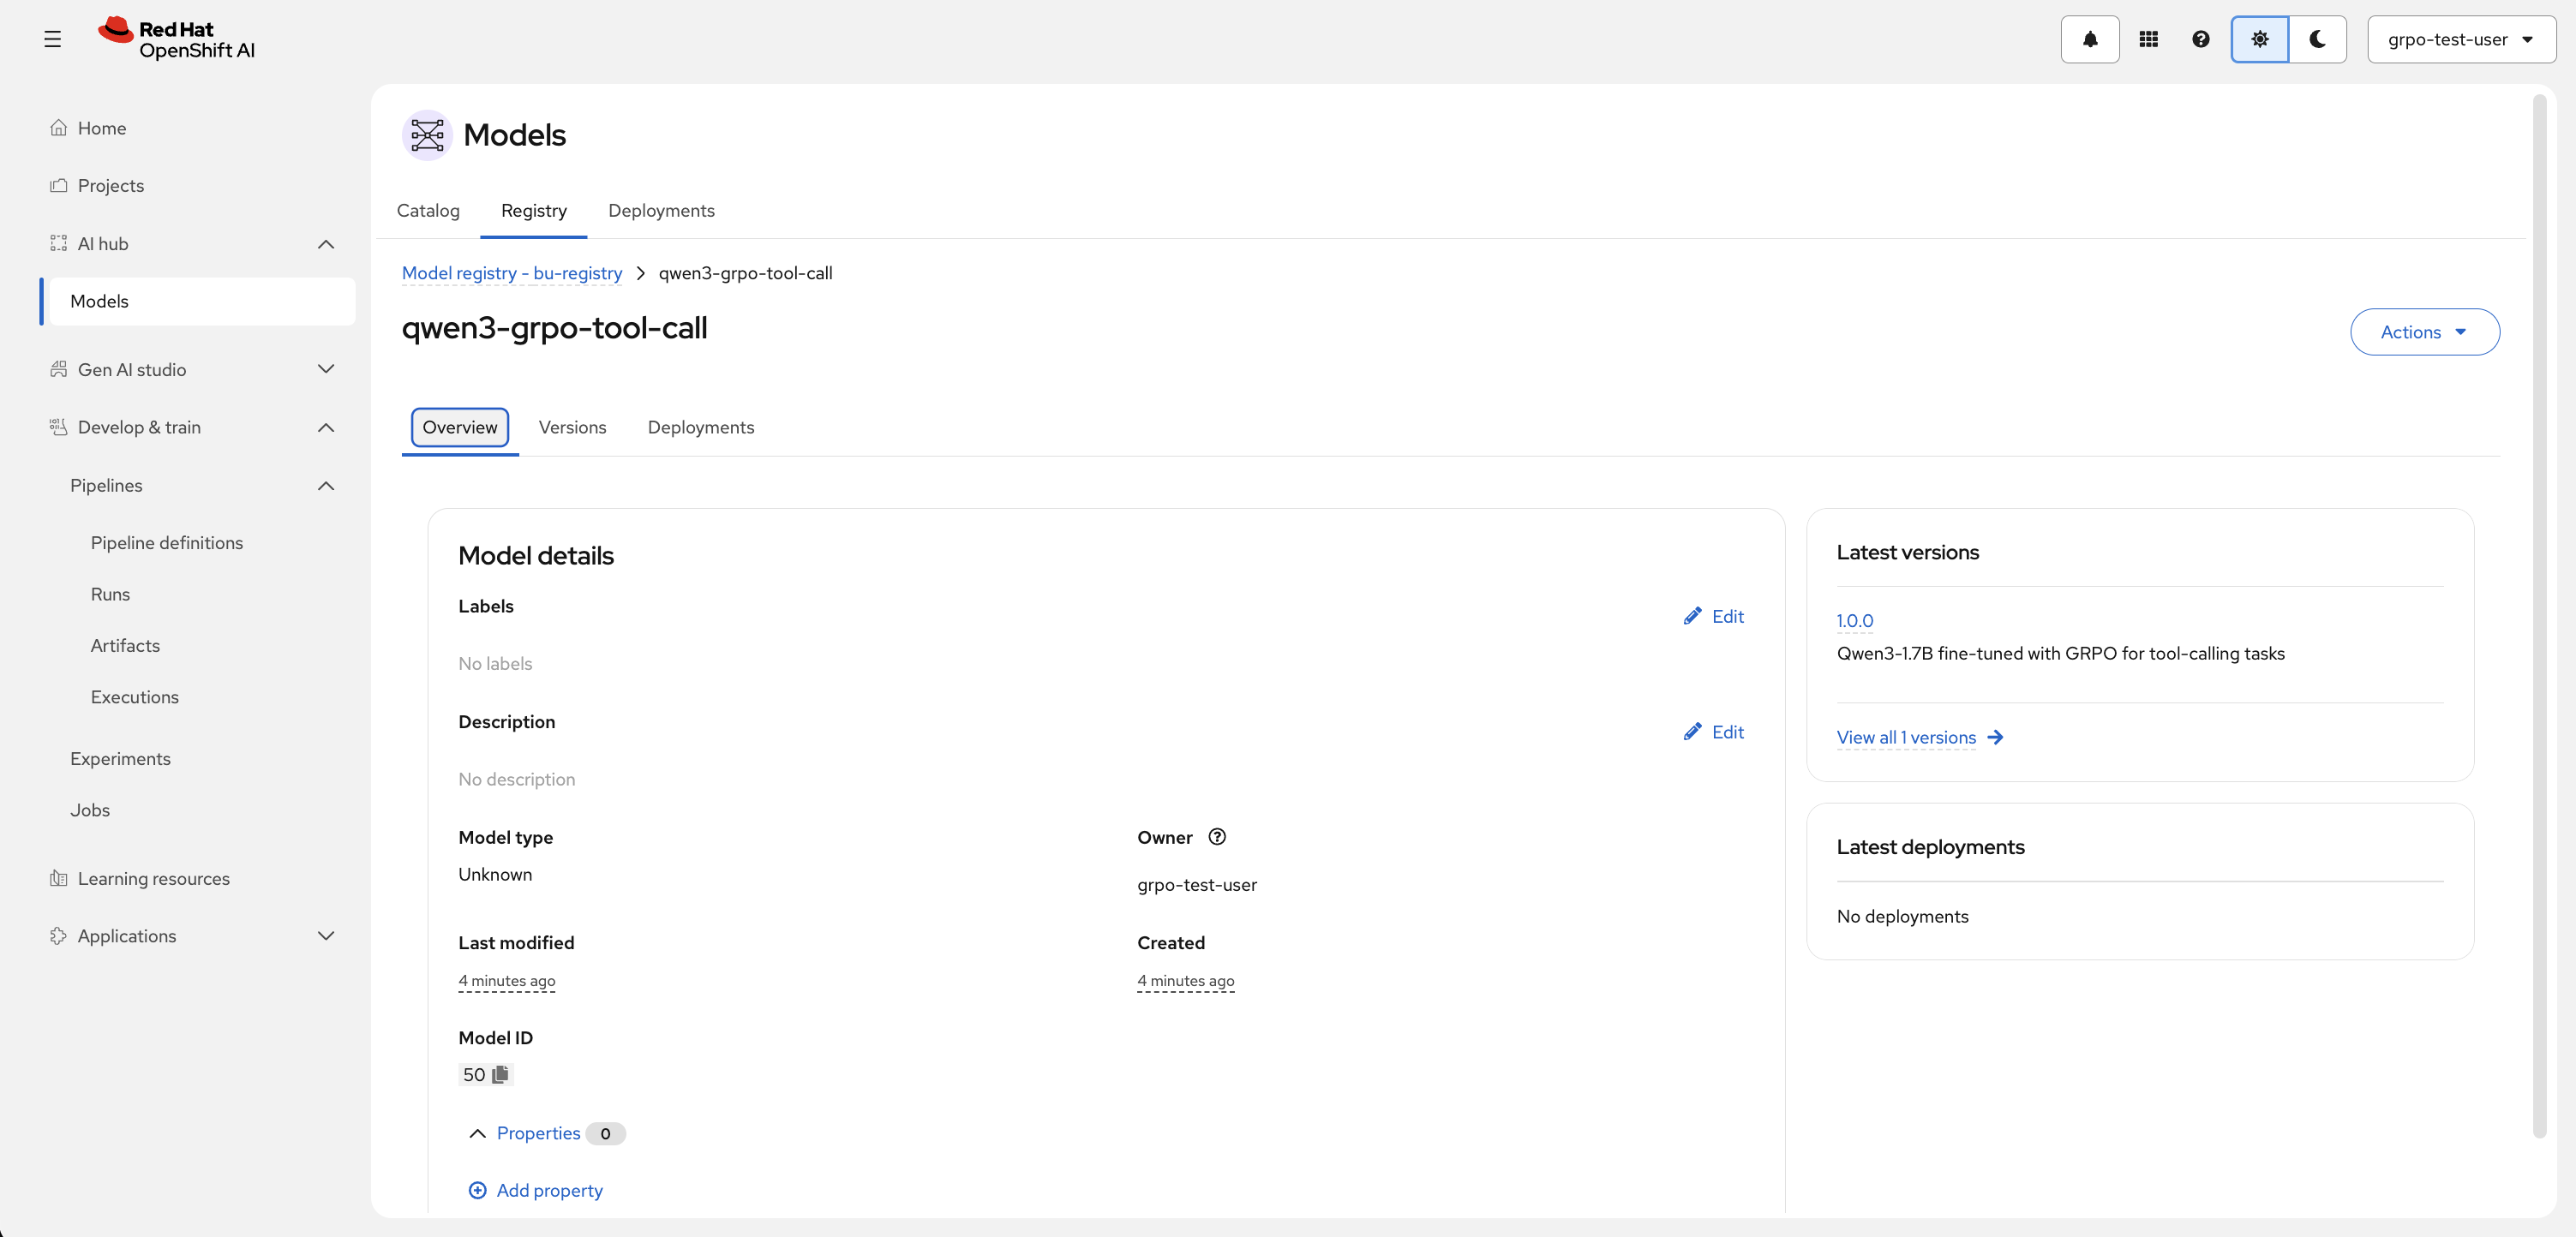 Red Hat
OpenShift AI
grpo-test-user
Home
Projects
AI hub
Models
Gen AI studio
Develop & train
Pipelines
Pipeline definitions
Runs
Artifacts
Executions
Experiments
Jobs
Learning resources
Applications
Models
Catalog Registry Deployments
Model registry - bu-registry > qwen3-grpo-tool-call
qwen3-grpo-tool-call
Actions
Overview Versions Deployments
Model details
Labels
Edit
No labels
Description
Edit
No description
Model type
Unknown
Owner
grpo-test-user
Last modified
4 minutes ago
Created
4 minutes ago
Model ID
50
Properties 0
Add property
Latest versions
1.0.0
Qwen3-1.7B fine-tuned with GRPO for tool-calling tasks
View all 1 versions
Latest deployments
No deployments